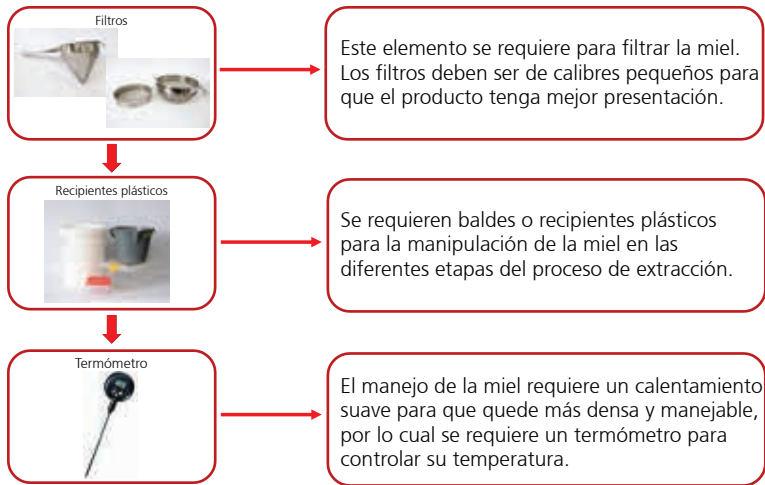 Filtros
Este elemento se requiere para filtrar la miel.
Los filtros deben ser de calibres pequeños para
que el producto tenga mejor presentación.
Recipientes plásticos
Se requieren baldes o recipientes plásticos
para la manipulación de la miel en las
diferentes etapas del proceso de extracción.
Termómetro
El manejo de la miel requiere un calentamiento
suave para que quede más densa y manejable,
por lo cual se requiere un termómetro para
controlar su temperatura.